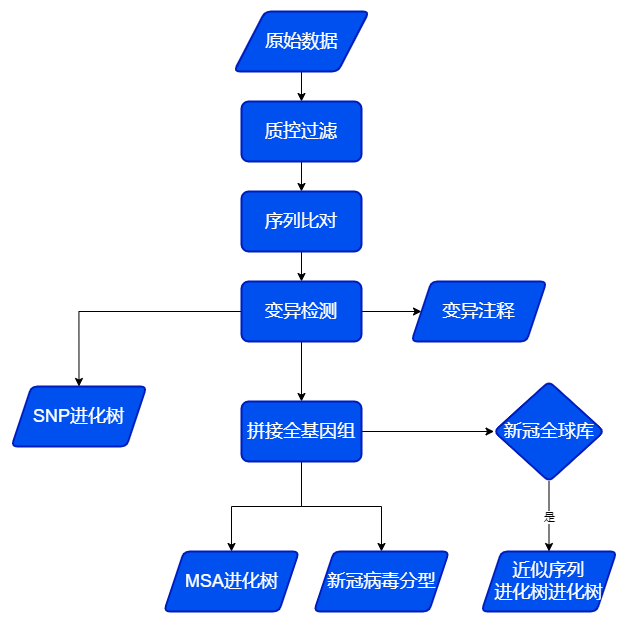 原始数据
质控过滤
序列比对
变异检测
变异注释
SNP进化树
拼接全基因组
新冠全球库
是
MSA进化树
新冠病毒分型
近似序列
进化树进化树